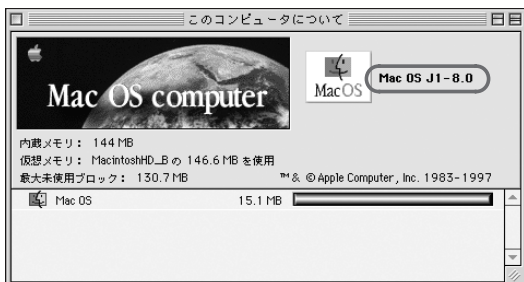 このコンピュータについて
Mac OS computer
MacOS
Mac OS J1-8.0
内蔵メモリ： 144 MB
仮想メモリ： MacintoshHD_B の 146.6 MB を使用
最大未使用ブロック： 130.7 MB
™ & © Apple Computer, Inc. 1983-1997
Mac OS 15.1 MB